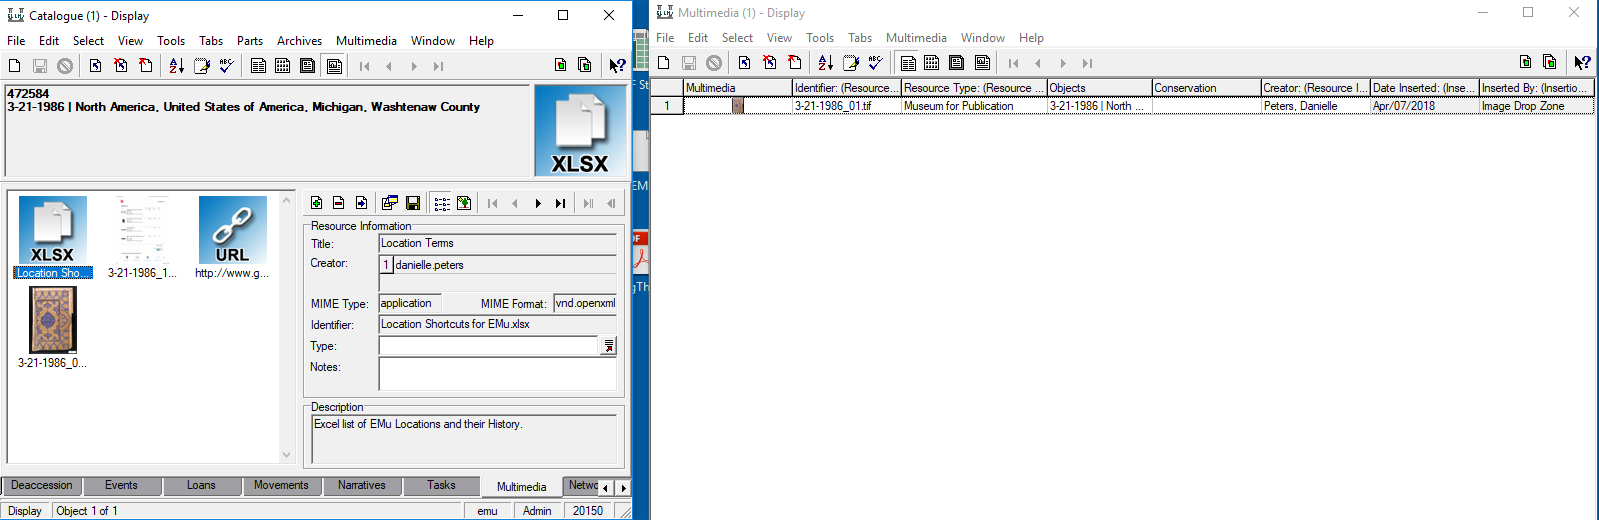 Catalogue (1) - Display
File Edit Select View Tools Tabs Parts Archives Multimedia Window Help
472584
3-21-1986 | North America, United States of America, Michigan, Washtenaw County
XLSX
XLSX
URL
Location Sho...
3-21-1986_1...
http://www.g...
3-21-1986_0...
Resource Information
Title: Location Terms
Creator: 1 danielle.peters
MIME Type: application MIME Format: vnd.openxml
Identifier: Location Shortcuts for EMu.xlsx
Type:
Notes:
Description
Excel list of EMu Locations and their History.
Deaccession Events Loans Movements Narratives Tasks Multimedia Netwo
Display Object 1 of 1 emu Admin 20150
Multimedia (1) - Display
File Edit Select View Tools Tabs Multimedia Window Help
Multimedia Identifier: (Resource... Resource Type: (Resource ... Objects Conservation Creator: (Resource I... Date Inserted: (Inse... Inserted By: (Insertio...
1 3-21-1986_01.tif Museum for Publication 3-21-1986 | North ... Peters, Danielle Apr/07/2018 Image Drop Zone